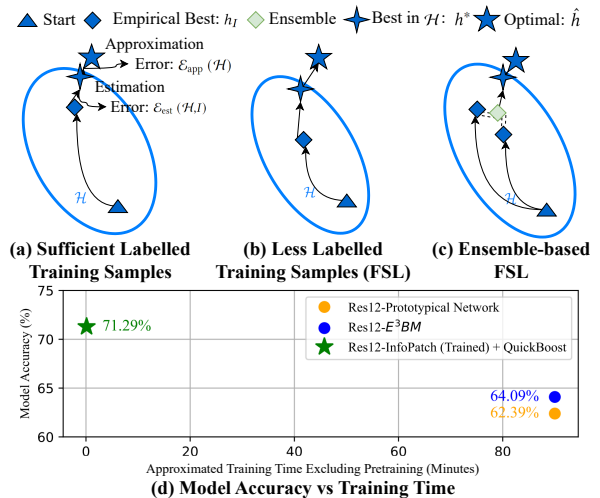 Start Empirical Best: h_I Ensemble Best in ℋ: h* Optimal: ĥ
Approximation
Error: ℰ_app (ℋ)
Estimation
Error: ℰ_est (ℋ,I)
ℋ
ℋ
ℋ
(a) Sufficient Labelled Training Samples
(b) Less Labelled Training Samples (FSL)
(c) Ensemble-based FSL
75
70
65
60
Model Accuracy (%)
71.29%
Res12-Prototypical Network
Res12-E³BM
Res12-InfoPatch (Trained) + QuickBoost
64.09%
62.39%
0 20 40 60 80
Approximated Training Time Excluding Pretraining (Minutes)
(d) Model Accuracy vs Training Time